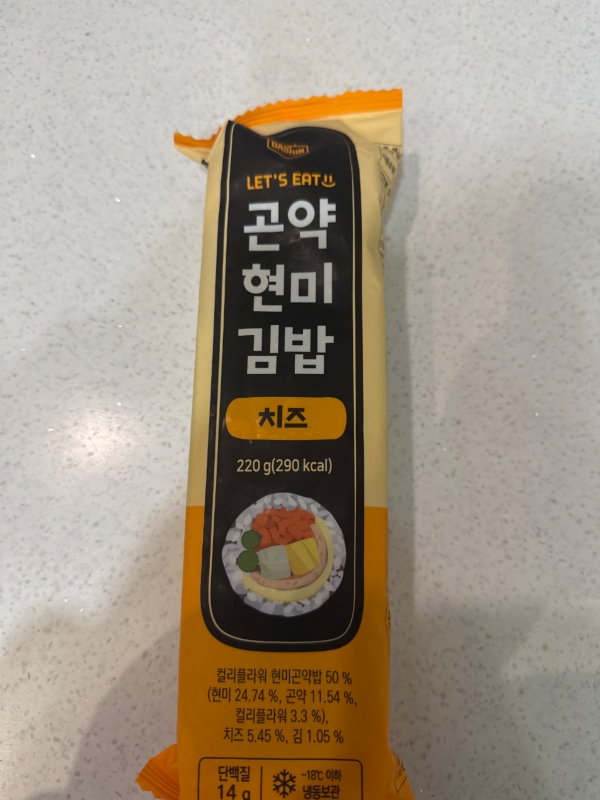 DASHIN
LET'S EAT
곤약
현미
김밥
치즈
220 g(290 kcal)
컬리플라워 현미곤약밥 50 %
(현미 24.74 %, 곤약 11.54 %,
컬리플라워 3.3 %),
치즈 5.45 %, 김 1.05 %
단백질
14 g
-18℃ 이하
냉동보관